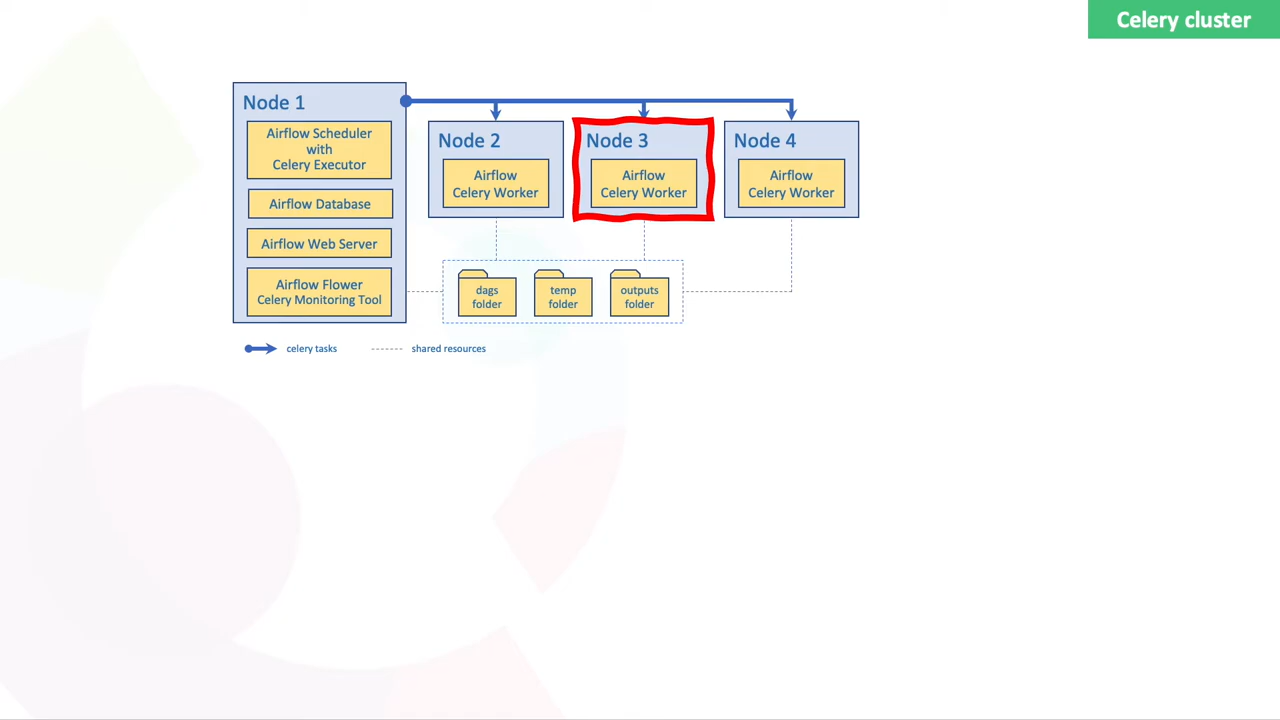 Celery cluster
Node 1
Airflow Scheduler
with
Celery Executor
Airflow Database
Airflow Web Server
Airflow Flower
Celery Monitoring Tool
Node 2
Airflow
Celery Worker
Node 3
Airflow
Celery Worker
Node 4
Airflow
Celery Worker
dags
folder
temp
folder
outputs
folder
celery tasks
shared resources